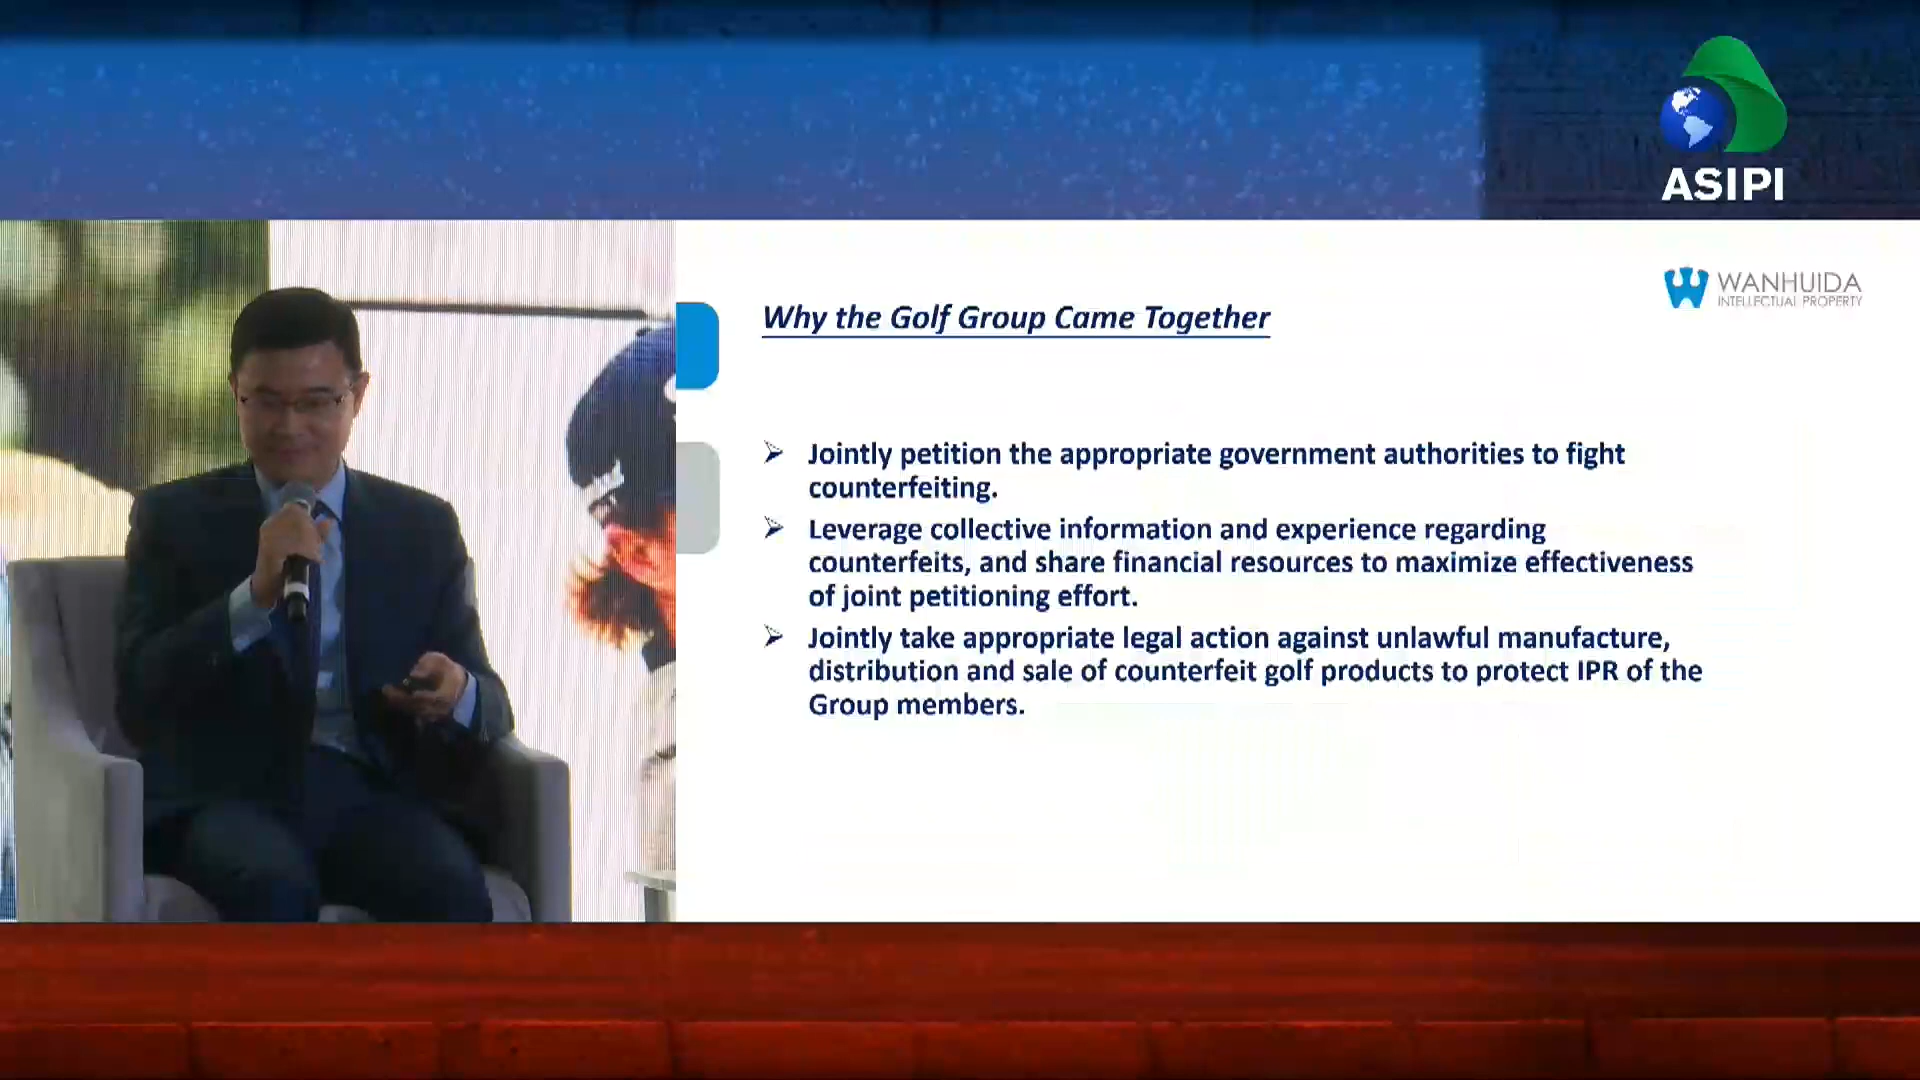 ASIPI
WANHUIDA
INTELLECTUAL PROPERTY
Why the Golf Group Came Together
Jointly petition the appropriate government authorities to fight
counterfeiting.
Leverage collective information and experience regarding
counterfeits, and share financial resources to maximize effectiveness
of joint petitioning effort.
Jointly take appropriate legal action against unlawful manufacture,
distribution and sale of counterfeit golf products to protect IPR of the
Group members.